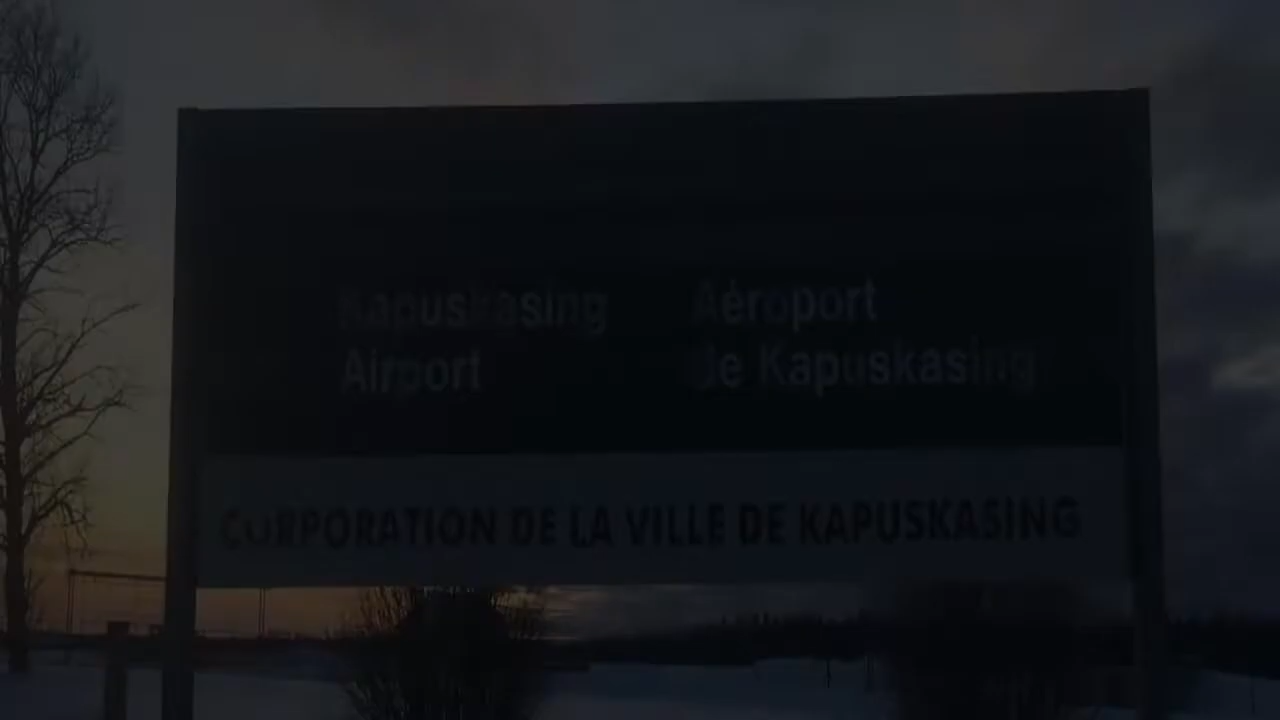 Kapuskasing
Airport
Aéroport
de Kapuskasing
CORPORATION DE LA VILLE DE KAPUSKASING